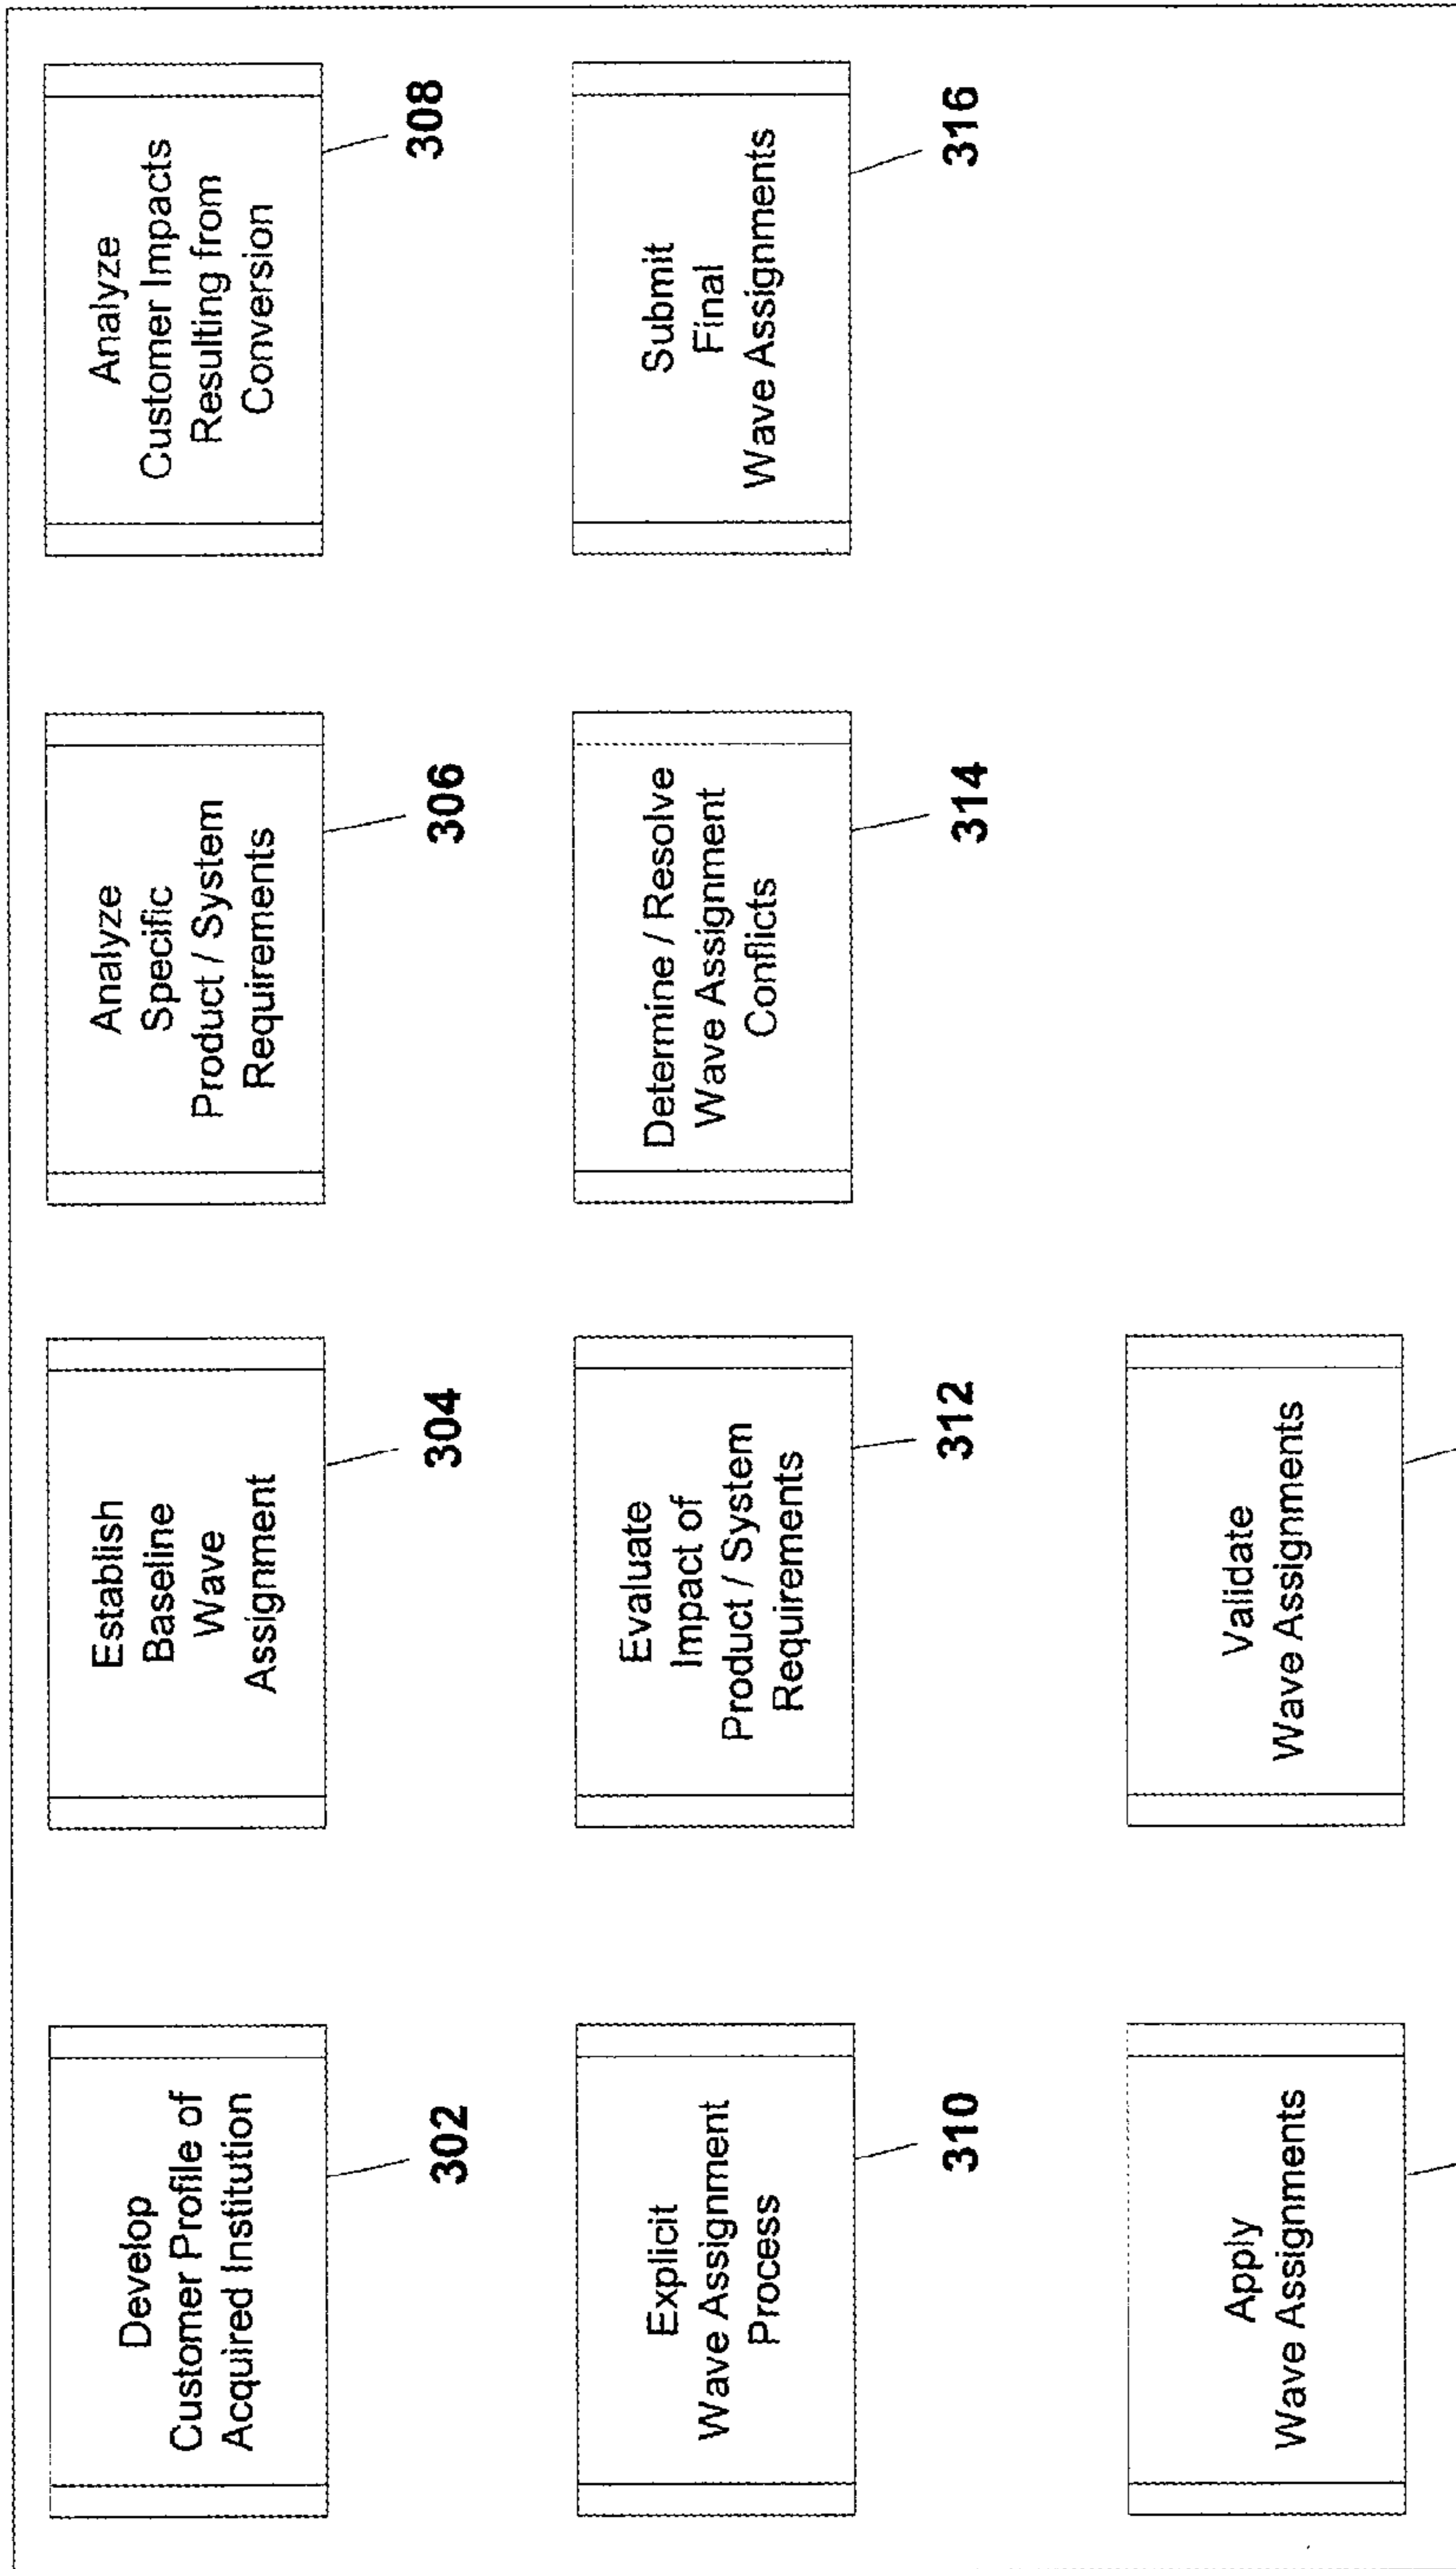 Develop
Customer Profile of
Acquired Institution
302
Establish
Baseline
Wave
Assignment
304
Analyze
Specific
Product / System
Requirements
306
Analyze
Customer Impacts
Resulting from
Conversion
308
Explicit
Wave Assignment
Process
310
Evaluate
Impact of
Product / System
Requirements
312
Determine / Resolve
Wave Assignment
Conflicts
314
Submit
Final
Wave Assignments
316
Apply
Wave Assignments
Validate
Wave Assignments